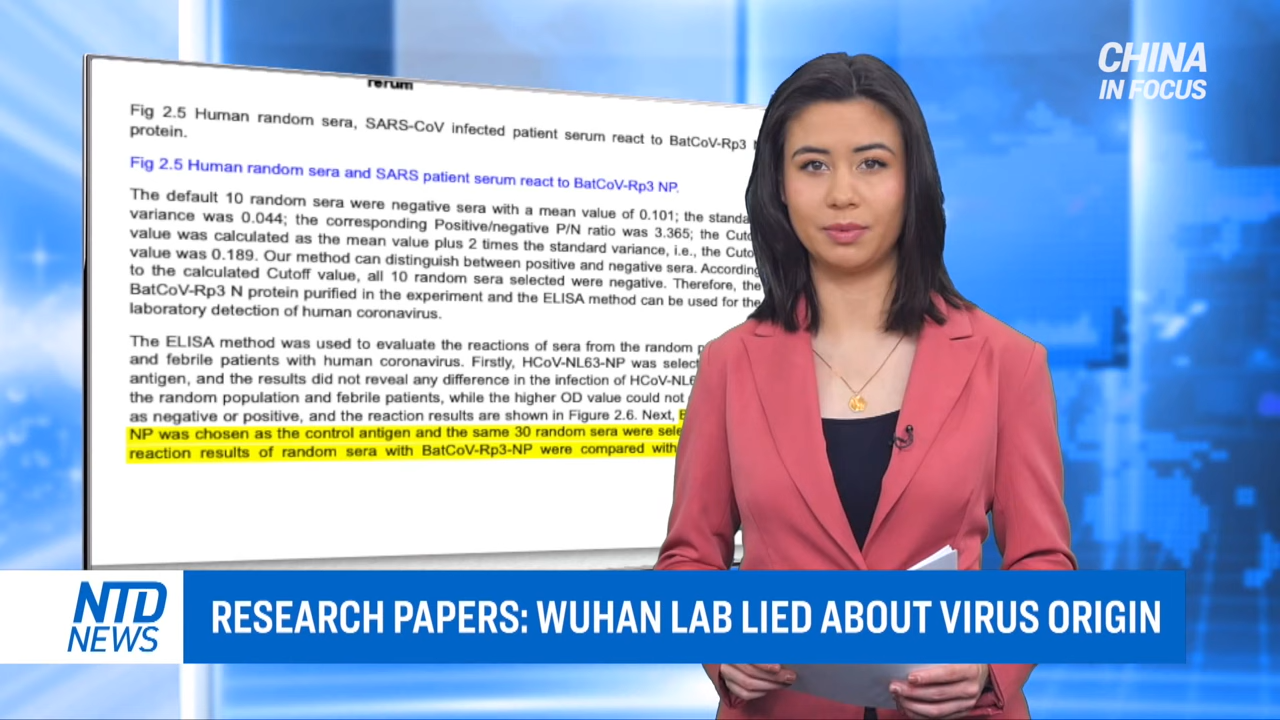 CHINA
IN FOCUS
rerum
Fig 2.5 Human random sera, SARS-CoV infected patient serum react to BatCoV-Rp3
protein.
Fig 2.5 Human random sera and SARS patient serum react to BatCoV-Rp3 NP.
The default 10 random sera were negative sera with a mean value of 0.101; the
variance was 0.044; the corresponding Positive/negative P/N ratio was 3.365; the
value was calculated as the mean value plus 2 times the standard variance, i.e., the
value was 0.189. Our method can distinguish between positive and negative sera. According
to the calculated Cutoff value, all 10 random sera selected were negative. Therefore, the
BatCoV-Rp3 N protein purified in the experiment and the ELISA method can be used for the
laboratory detection of human coronavirus.
The ELISA method was used to evaluate the reactions of sera from the random
and febrile patients with human coronavirus. Firstly, HCoV-NL63-NP was
antigen, and the results did not reveal any difference in the infection of
the random population and febrile patients, while the higher OD value could not
as negative or positive, and the reaction results are shown in Figure 2.6. Next,
NP was chosen as the control antigen and the same 30 random sera were
reaction results of random sera with BatCoV-Rp3-NP were compared with
NTD
NEWS
RESEARCH PAPERS: WUHAN LAB LIED ABOUT VIRUS ORIGIN